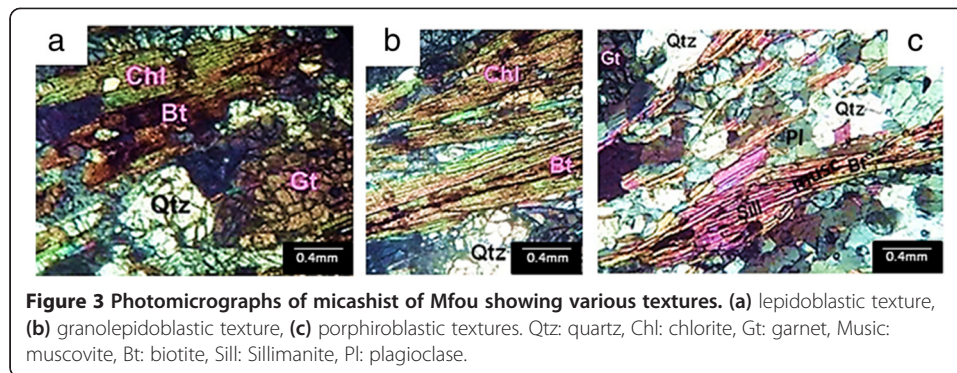 a
b
c
Chl
Bt
Gt
Qtz
0.4mm
Chl
Bt
Qtz
0.4mm
Gt
Qtz
Qtz
Pl
Musc
Bt
Sill
0.4mm
Figure 3 Photomicrographs of micashist of Mfou showing various textures. (a) lepidoblastic texture,
(b) granolepidoblastic texture, (c) porphiroblastic textures. Qtz: quartz, Chl: chlorite, Gt: garnet, Music:
muscovite, Bt: biotite, Sill: Sillimanite, Pl: plagioclase.